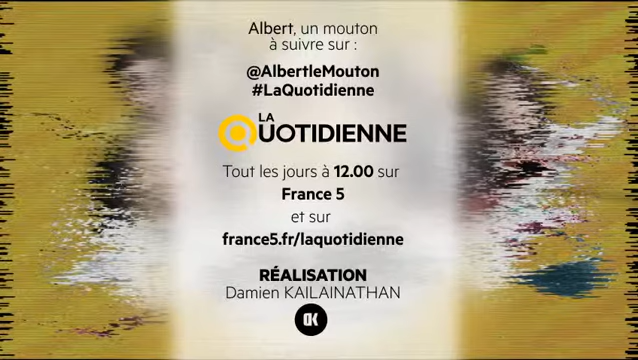 Albert, un mouton
à suivre sur :
@AlbertleMouton
#LaQuotidienne
LA
QUOTIDIENNE
Tout les jours à 12.00 sur
France 5
et sur
france5.fr/laquotidienne
RÉALISATION
Damien KAILAINATHAN
DK